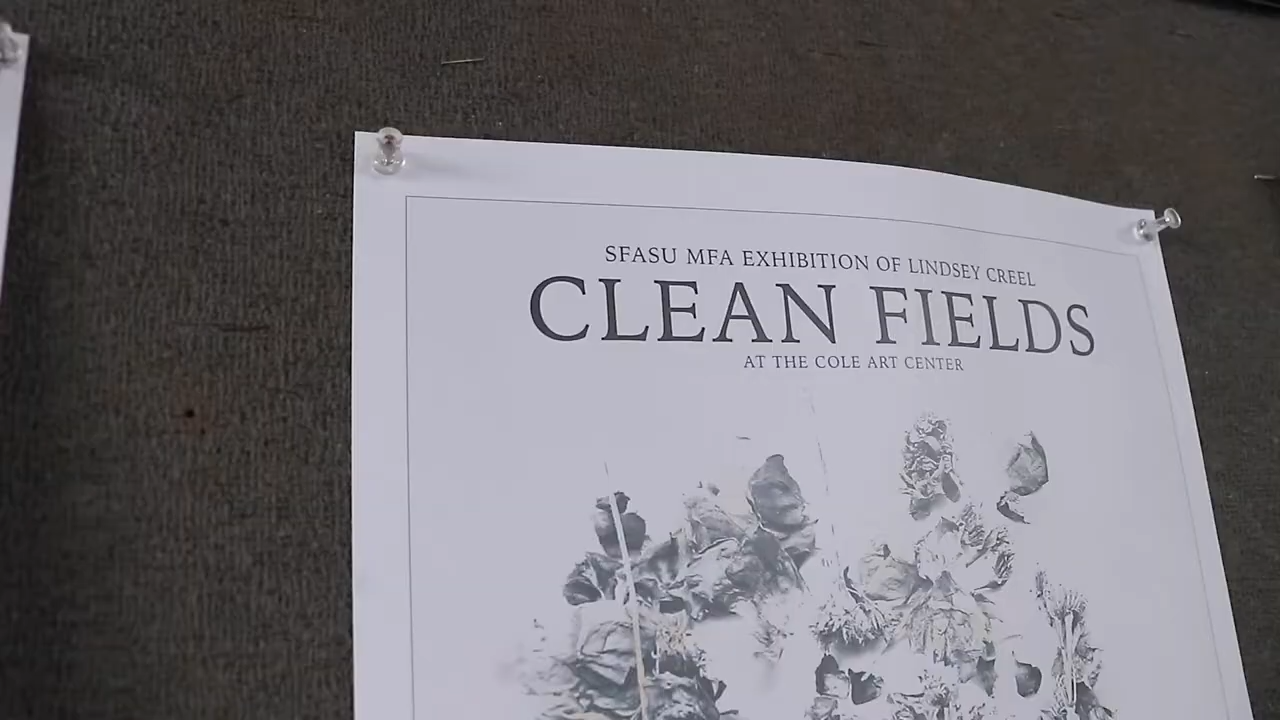 SFASU MFA EXHIBITION OF LINDSEY CREEL
CLEAN FIELDS
AT THE COLE ART CENTER